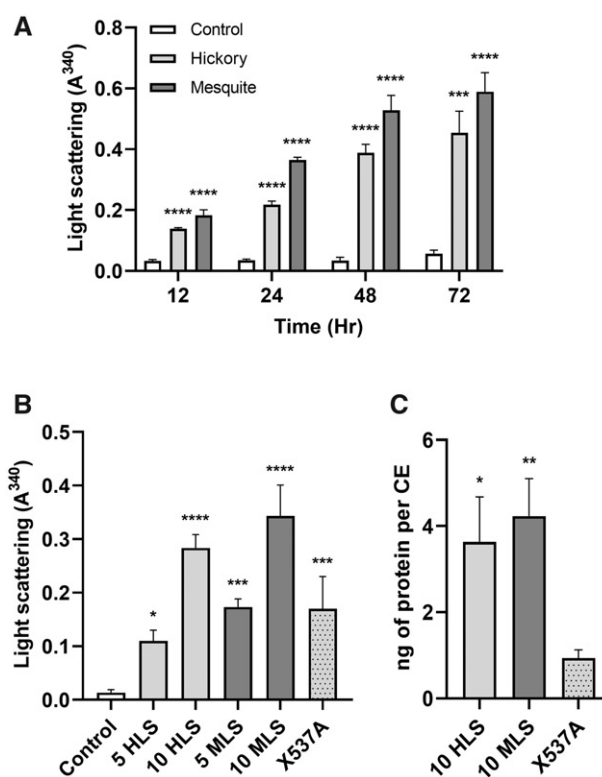 A
Light scattering (A³⁴⁰)
0.8
0.6
0.4
0.2
0.0
Control
Hickory
Mesquite
**** ****
**** ****
**** ****
*** ****
12 24 48 72
Time (Hr)
B
Light scattering (A³⁴⁰)
0.5
0.4
0.3
0.2
0.1
0.0
* **** *** **** ***
Control 5 HLS 10 HLS 5 MLS 10 MLS X537A
C
ng of protein per CE
6
4
2
0
* **
10 HLS 10 MLS X537A